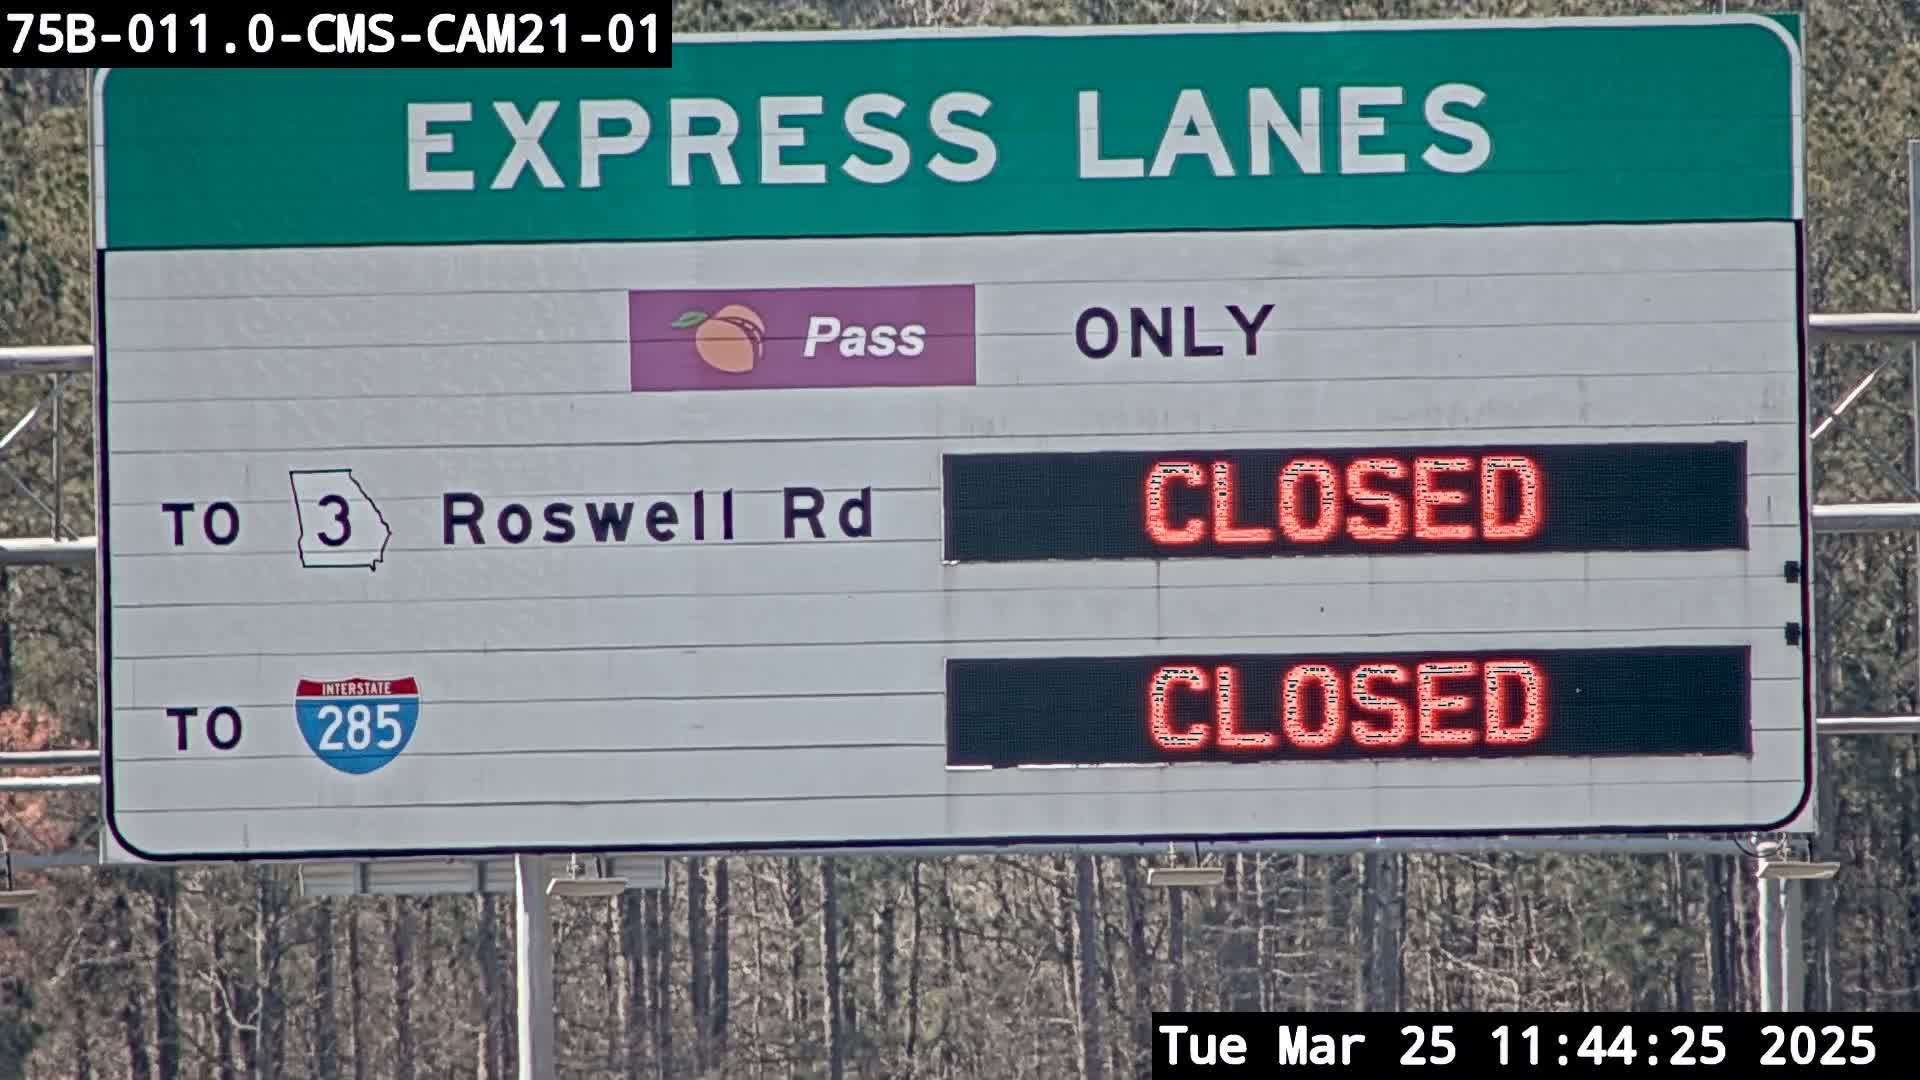 75B-011.0-CMS-CAM21-01
EXPRESS LANES
Pass ONLY
TO 3 Roswell Rd CLOSED
TO INTERSTATE 285 CLOSED
Tue Mar 25 11:44:25 2025